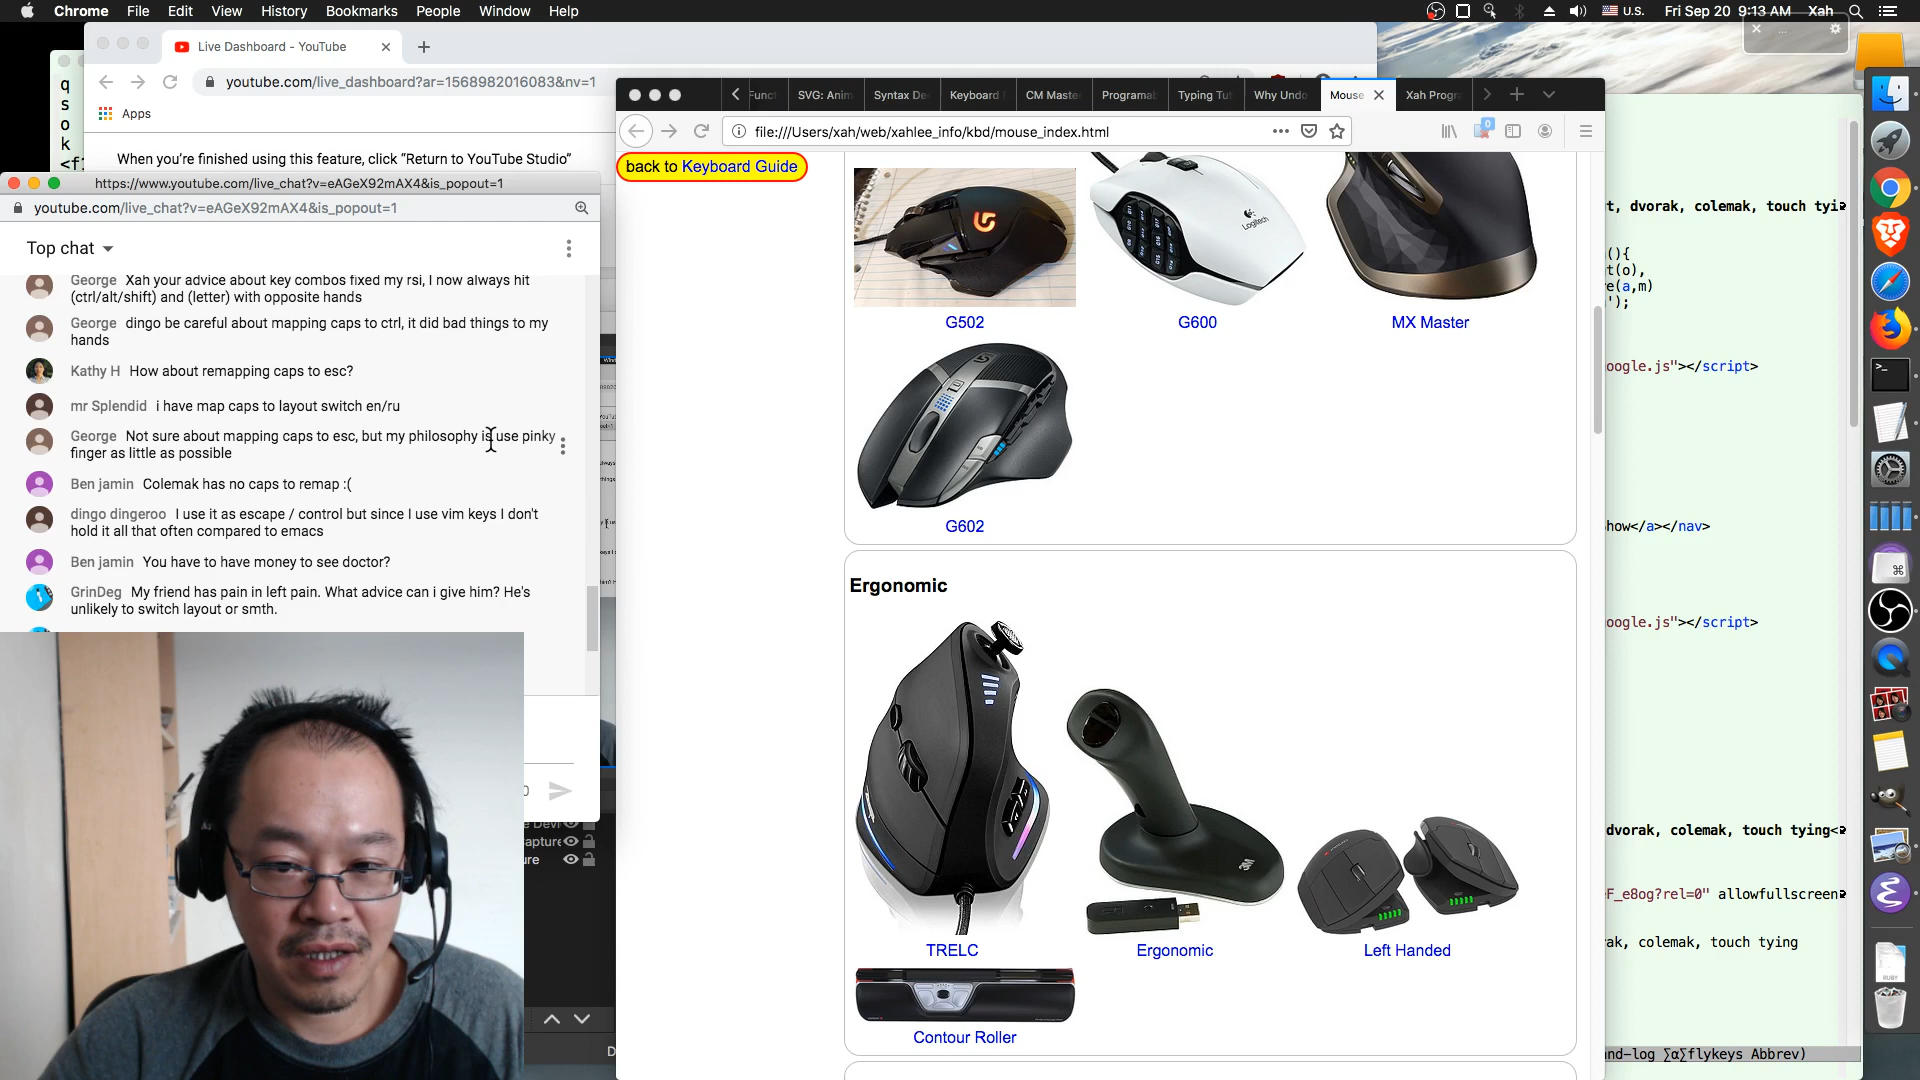 Chrome File Edit View History Bookmarks People Window Help
U.S. Fri Sep 20 9:13 AM Xah
Live Dashboard - YouTube
youtube.com/live_dashboard?ar=1568982016083&nv=1
Apps
When you're finished using this feature, click “Return to YouTube Studio”
q
s
o
k
https://www.youtube.com/live_chat?v=eAGeX92mAX4&is_popout=1
youtube.com/live_chat?v=eAGeX92mAX4&is_popout=1
Top chat
George Xah your advice about key combos fixed my rsi, I now always hit
(ctrl/alt/shift) and (letter) with opposite hands
George dingo be careful about mapping caps to ctrl, it did bad things to my
hands
Kathy H How about remapping caps to esc?
mr Splendid i have map caps to layout switch en/ru
George Not sure about mapping caps to esc, but my philosophy is use pinky
finger as little as possible
Ben jamin Colemak has no caps to remap :(
dingo dingeroo I use it as escape / control but since I use vim keys I don't
hold it all that often compared to emacs
Ben jamin You have to have money to see doctor?
GrinDeg My friend has pain in left pain. What advice can i give him? He's
unlikely to switch layout or smth.
Funct SVG: Anim Syntax De Keyboard CM Maste Programa Typing Tu Why Undo Mouse Xah Prog
file:///Users/xah/web/xahlee_info/kbd/mouse_index.html
back to Keyboard Guide
Logitech
G502
G600
MX Master
G602
Ergonomic
3M
TRELC
Ergonomic
Left Handed
Contour Roller
t, dvorak, colemak, touch tyi
(){
t(o),
e(a,m)
');
oogle.js"></script>
how</a></nav>
oogle.js"></script>
dvorak, colemak, touch tying<
F_e8og?rel=0" allowfullscreen
ak, colemak, touch tying
nd-log ∑α∑flykeys Abbrev)
RUBY